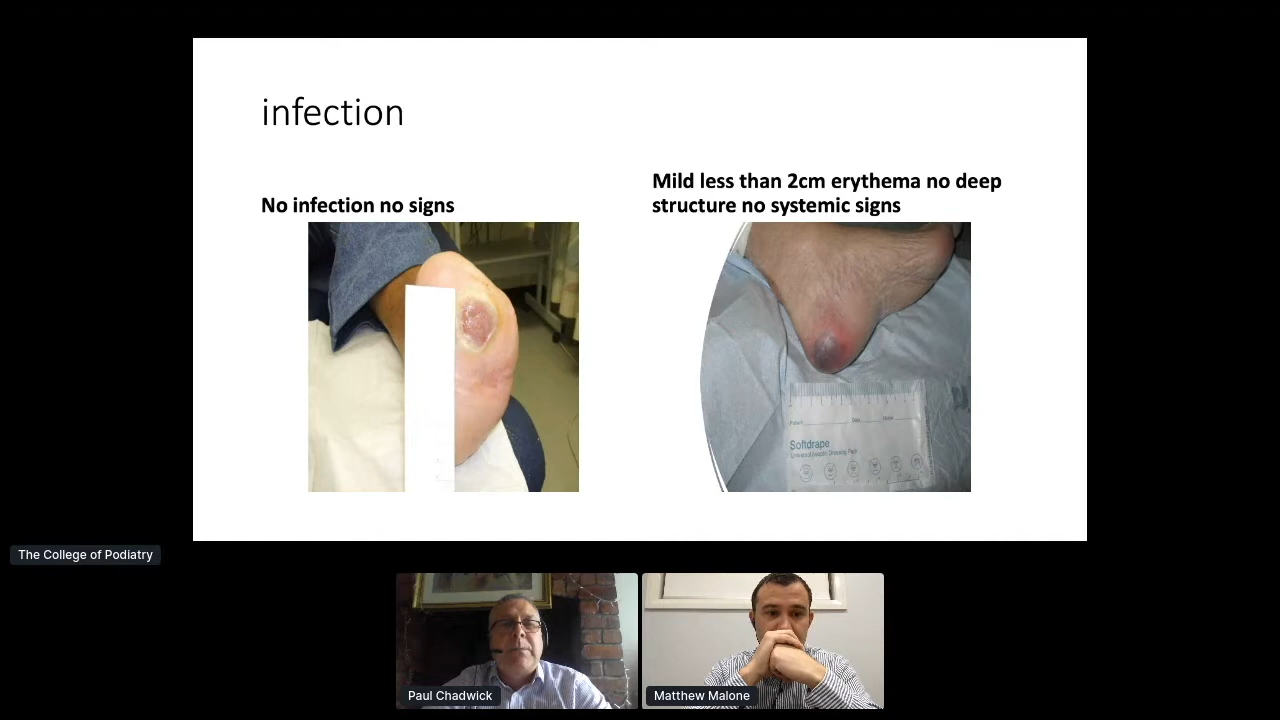 infection
No infection no signs
Mild less than 2cm erythema no deep
structure no systemic signs
Softdrape
The College of Podiatry
Paul Chadwick
Matthew Malone